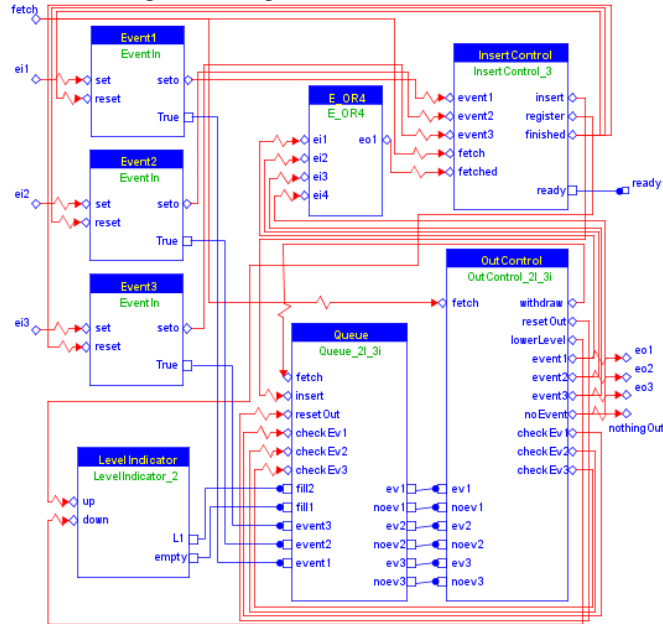 fetch
ei1
Event1
EventIn
set
reset
seto
True
ei2
Event2
EventIn
set
reset
seto
True
ei3
Event3
EventIn
set
reset
seto
True
E_OR4
E_OR4
ei1
ei2
ei3
ei4
eo1
InsertControl
InsertControl_3
event1
event2
event3
fetch
fetched
insert
register
finished
ready
ready
OutControl
OutControl_2l_3i
fetch
withdraw
resetOut
lowerLevel
event1
event2
event3
noEvent
checkEv1
checkEv2
checkEv3
ev1
noev1
ev2
noev2
ev3
noev3
eo1
eo2
eo3
nothingOut
Queue
Queue_2l_3i
fetch
insert
resetOut
checkEv1
checkEv2
checkEv3
fill2
fill1
event3
event2
event1
ev1
noev1
ev2
noev2
ev3
noev3
LevelIndicator
LevelIndicator_2
up
down
L1
empty